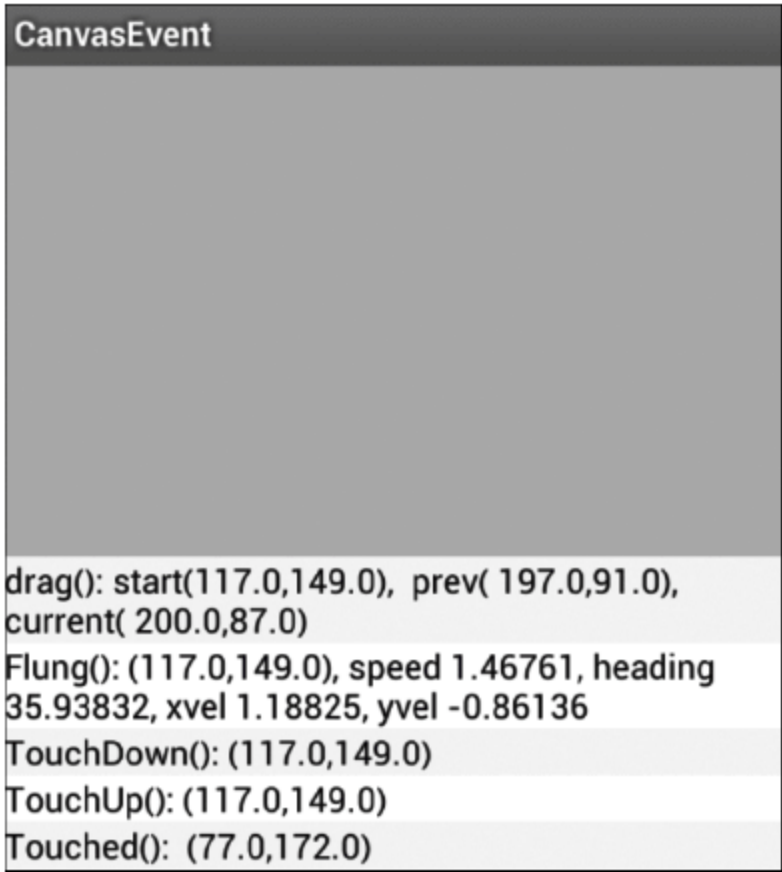 CanvasEvent
drag(): start(117.0,149.0),  prev( 197.0,91.0),
current( 200.0,87.0)
Flung(): (117.0,149.0), speed 1.46761, heading
35.93832, xvel 1.18825, yvel -0.86136
TouchDown(): (117.0,149.0)
TouchUp(): (117.0,149.0)
Touched():  (77.0,172.0)